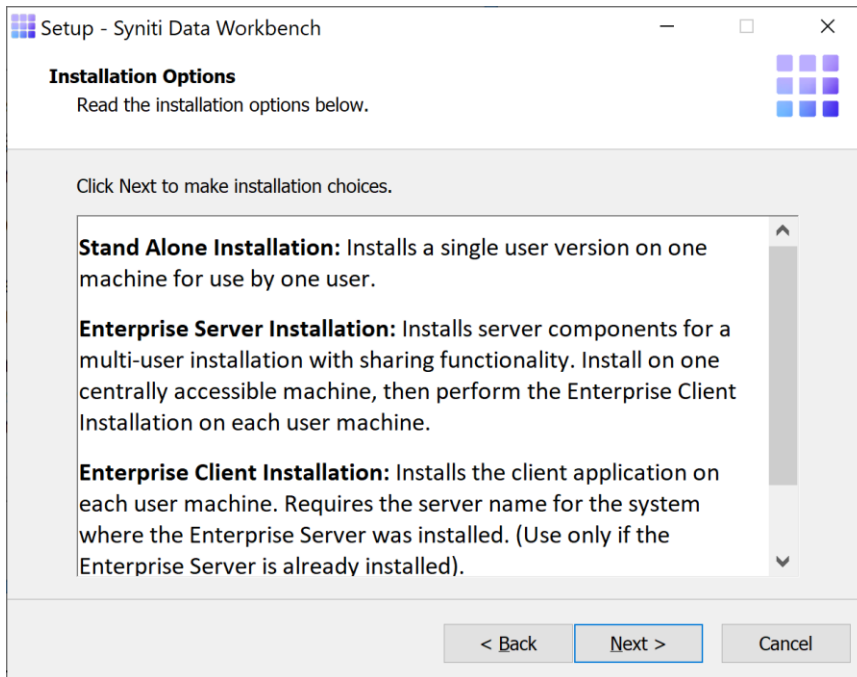 Setup - Syniti Data Workbench
Installation Options
Read the installation options below.
Click Next to make installation choices.
Stand Alone Installation: Installs a single user version on one
machine for use by one user.
Enterprise Server Installation: Installs server components for a
multi-user installation with sharing functionality. Install on one
centrally accessible machine, then perform the Enterprise Client
Installation on each user machine.
Enterprise Client Installation: Installs the client application on
each user machine. Requires the server name for the system
where the Enterprise Server was installed. (Use only if the
Enterprise Server is already installed).
< Back Next > Cancel